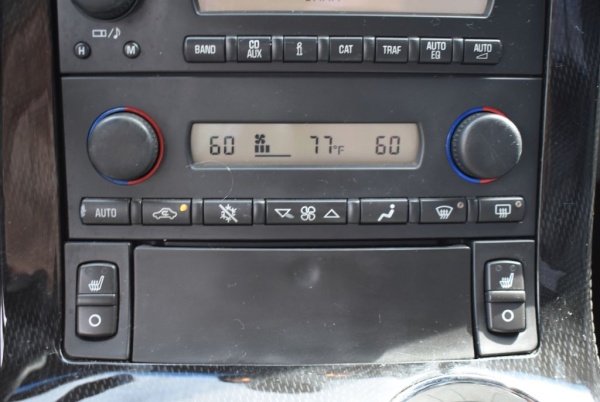 H M
BAND CD AUX i CAT TRAF AUTO EQ AUTO
60 77°F 60
AUTO